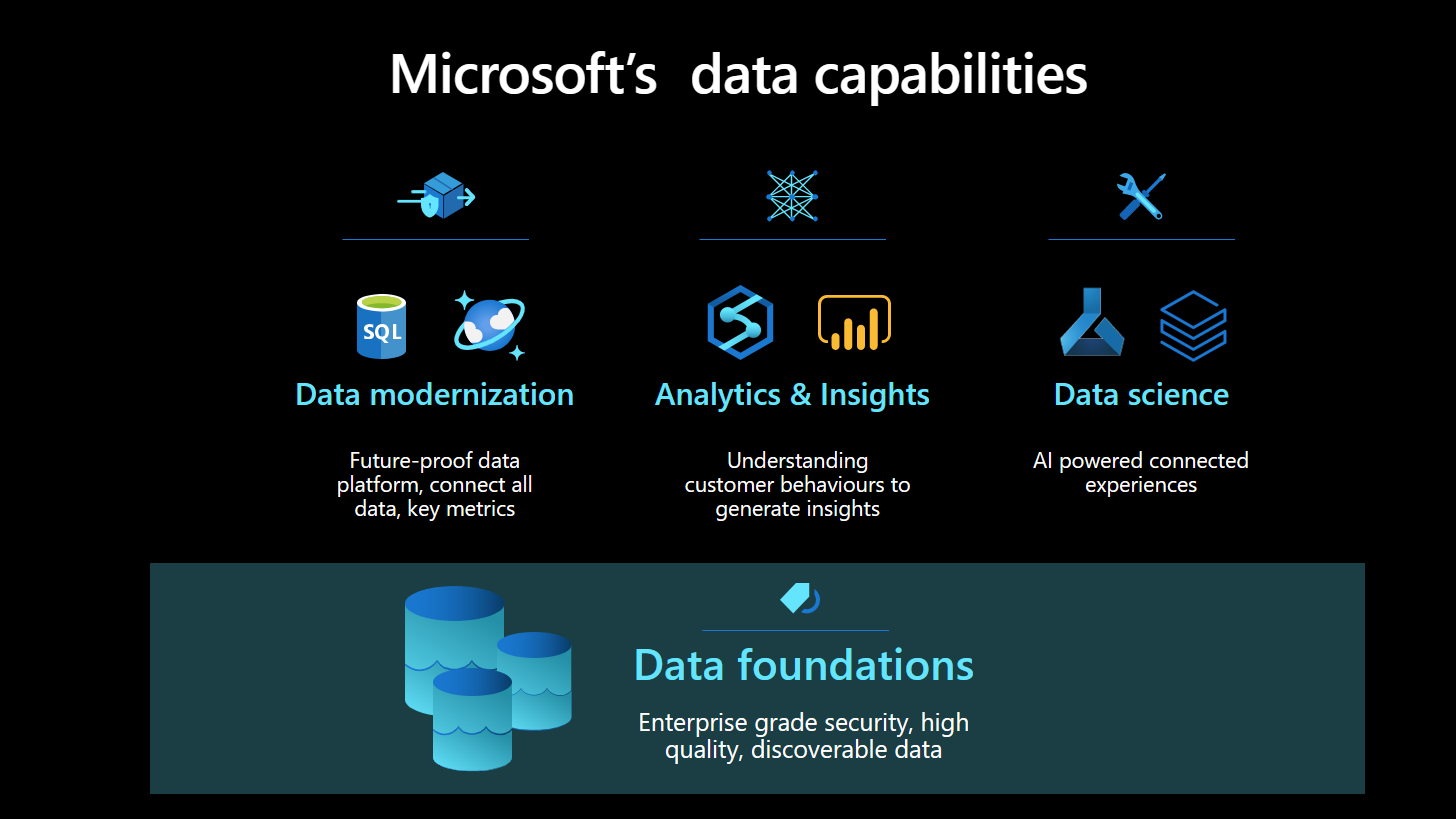 Microsoft’s  data capabilities
SQL
Data modernization
Analytics & Insights
Data science
Future-proof data
platform, connect all
data, key metrics
Understanding
customer behaviours to
generate insights
AI powered connected
experiences
Data foundations
Enterprise grade security, high
quality, discoverable data